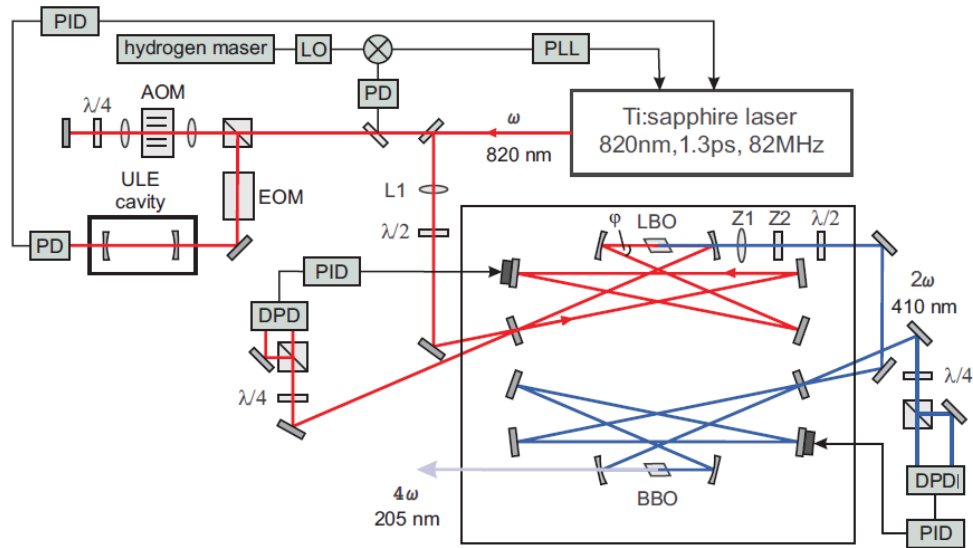 PID
hydrogen maser
LO
PLL
PD
λ/4
AOM
ω
820 nm
Ti:sapphire laser
820nm,1.3ps, 82MHz
ULE
cavity
EOM
L1
λ/2
PD
φ
LBO
Z1
Z2
λ/2
PID
DPD
2ω
410 nm
λ/4
λ/4
4ω
205 nm
BBO
DPD
PID